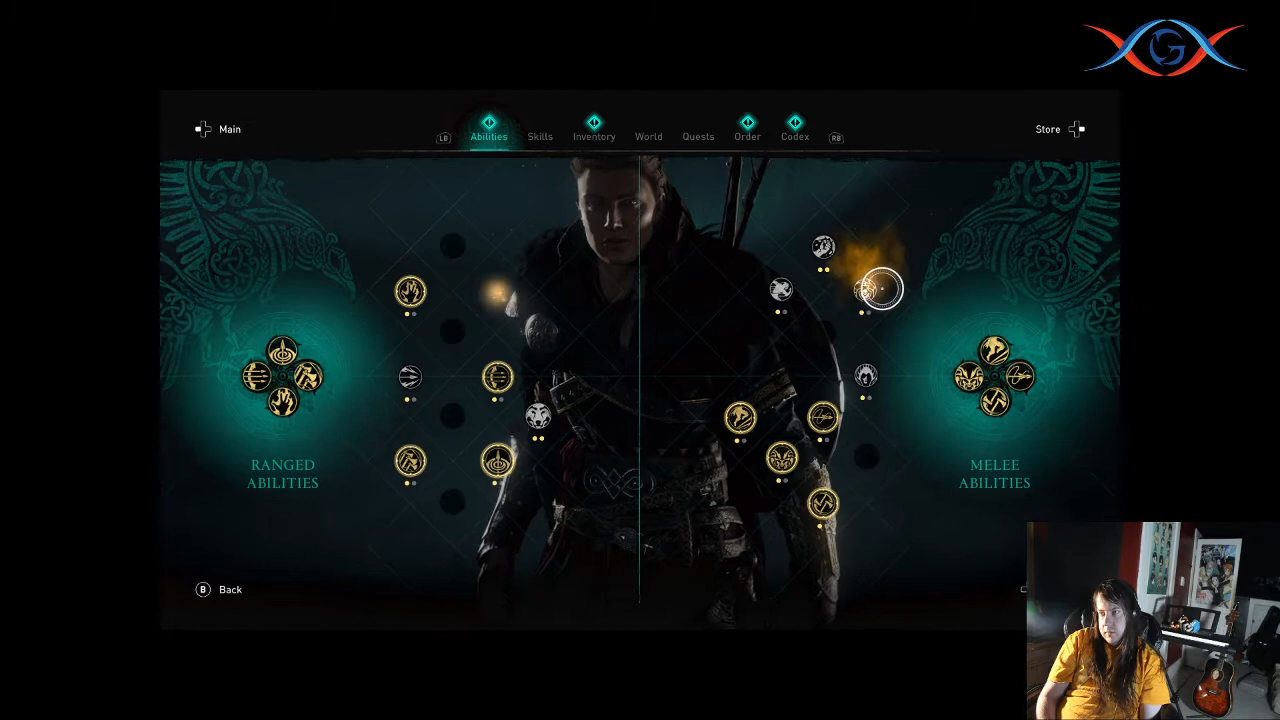 Main
LB
Abilities
Skills
Inventory
World
Quests
Order
Codex
RB
Store
RANGED
ABILITIES
MELEE
ABILITIES
B Back
G